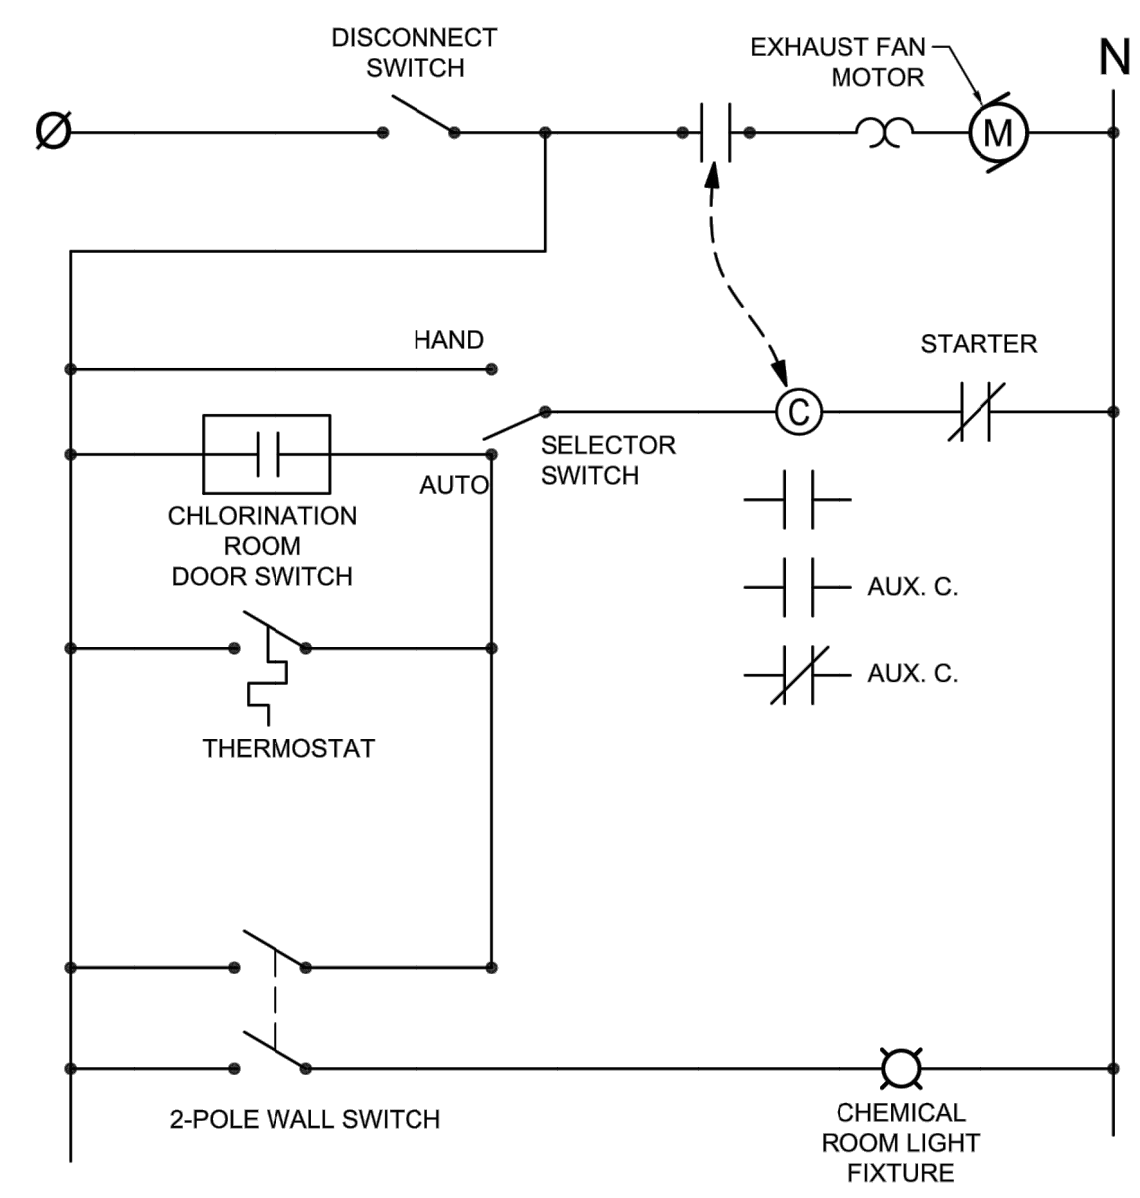 DISCONNECT
SWITCH
EXHAUST FAN
MOTOR
N
Ø
M
HAND
STARTER
C
SELECTOR
SWITCH
AUTO
CHLORINATION
ROOM
DOOR SWITCH
AUX. C.
AUX. C.
THERMOSTAT
2-POLE WALL SWITCH
CHEMICAL
ROOM LIGHT
FIXTURE